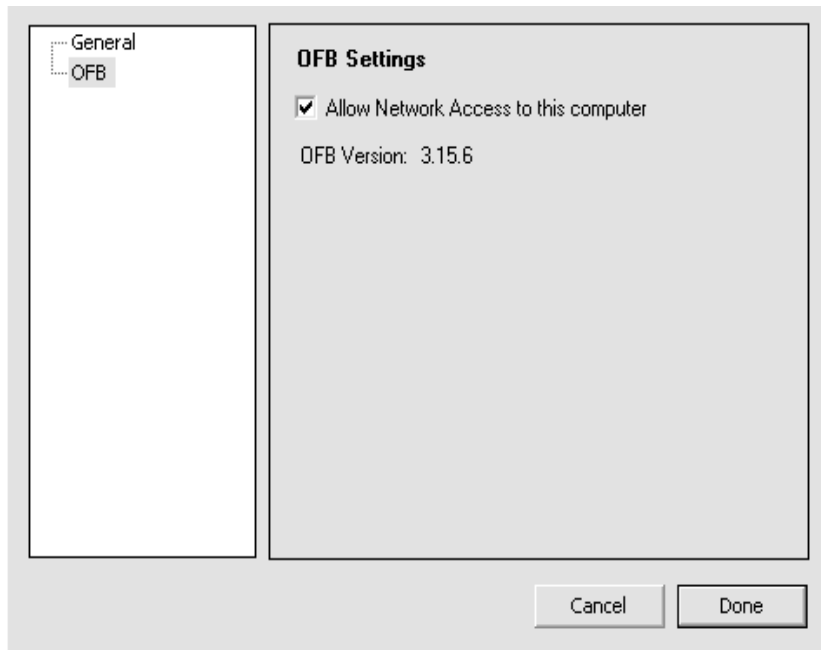 General
OFB
OFB Settings
Allow Network Access to this computer
OFB Version: 3.15.6
Cancel
Done